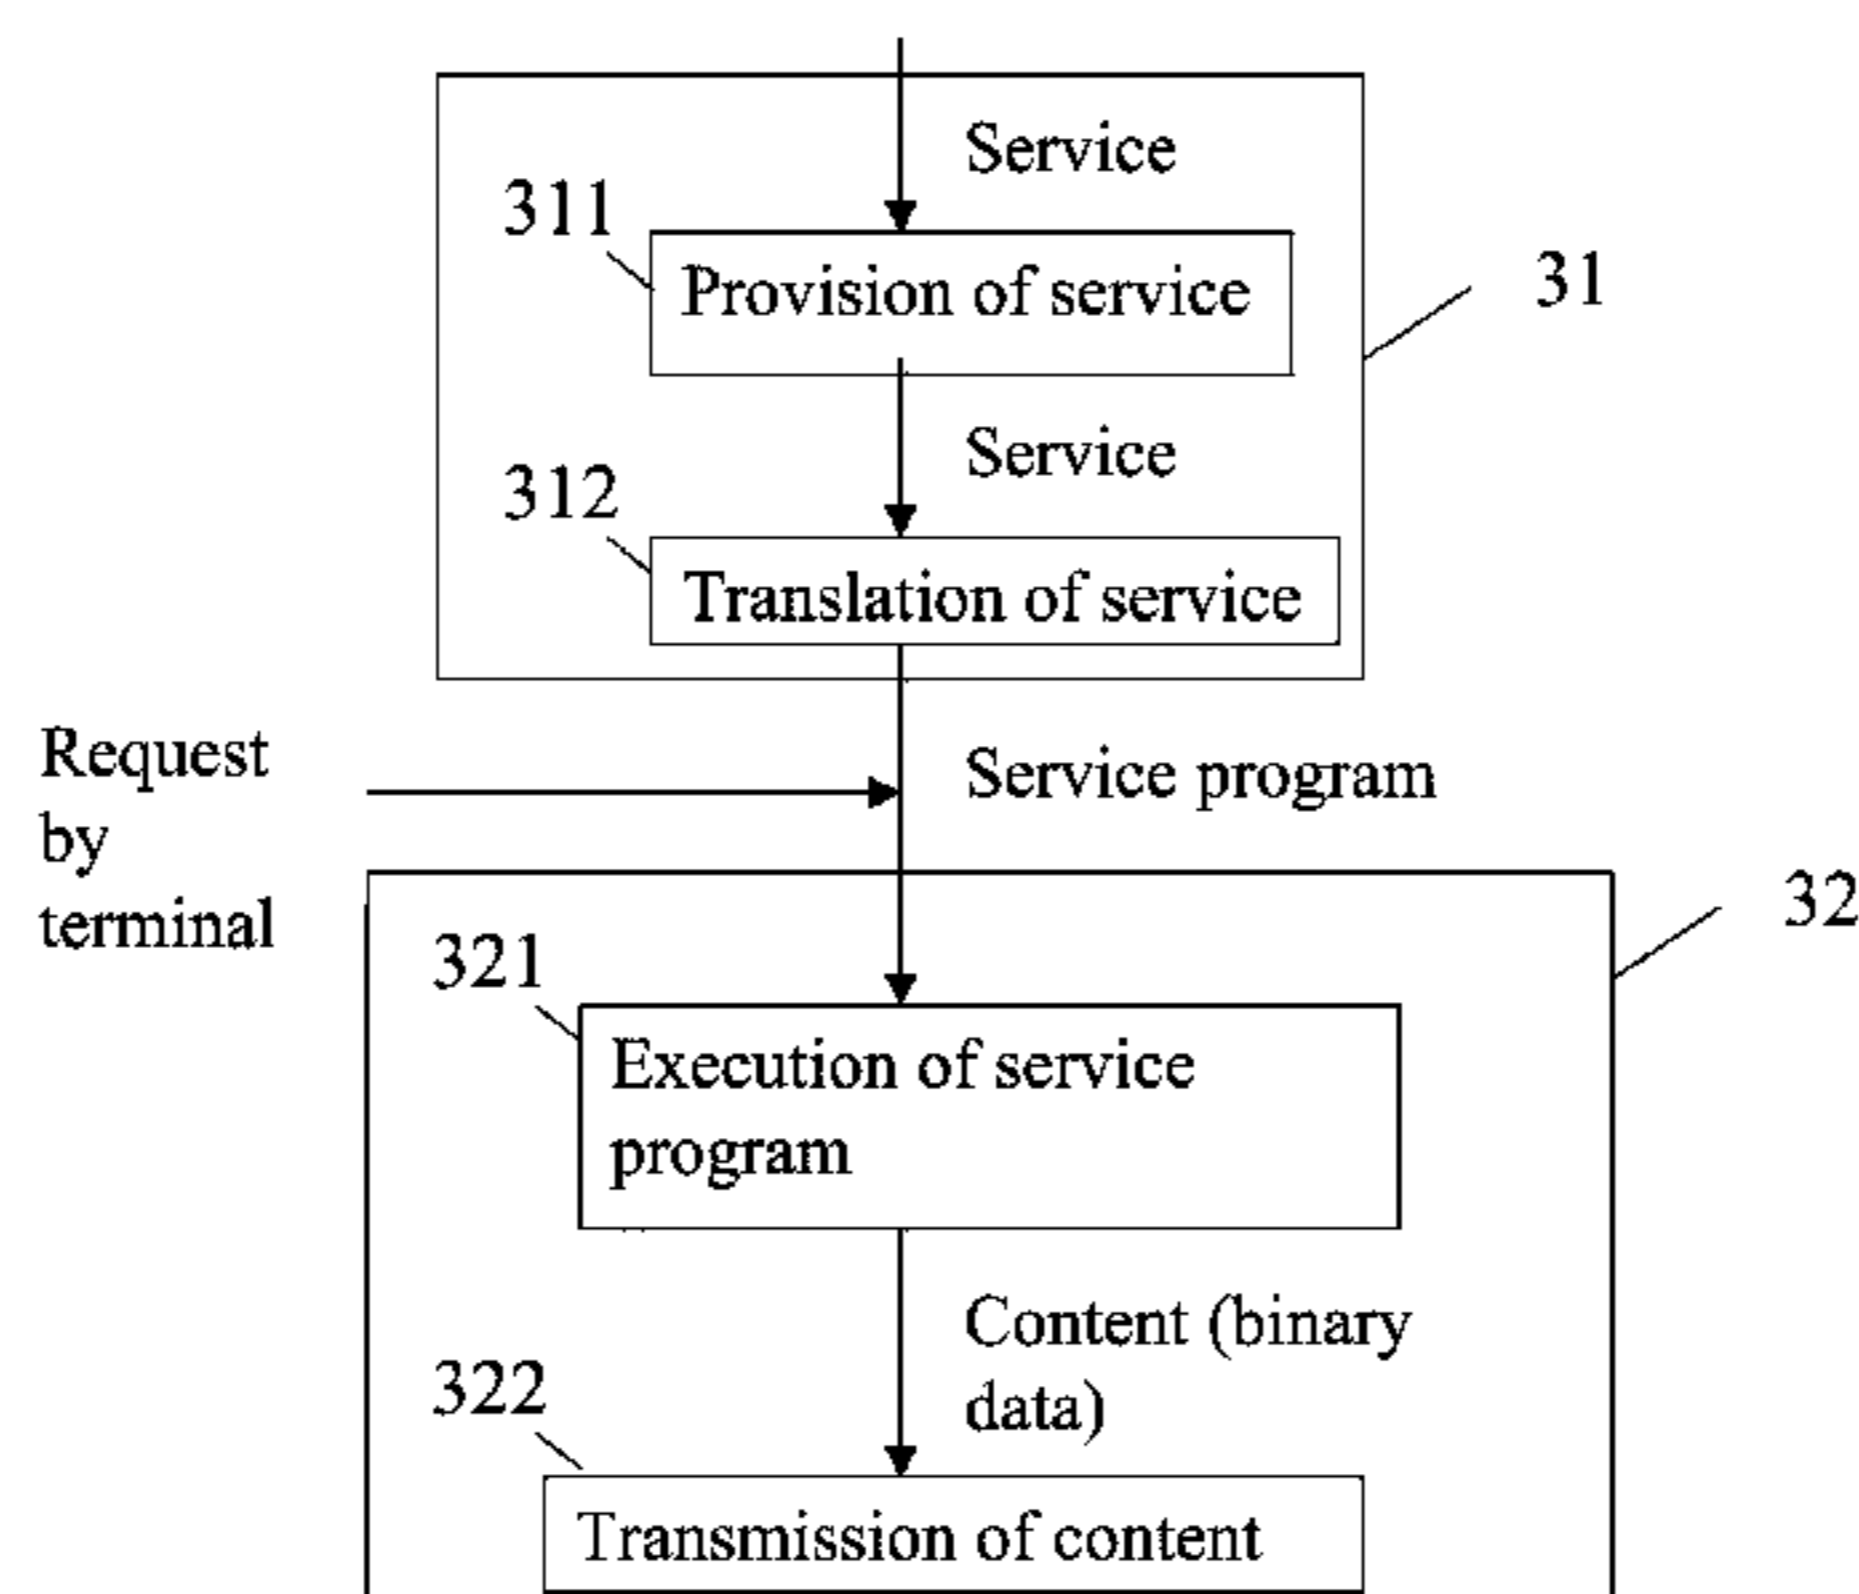 Service
311
Provision of service
31
Service
312
Translation of service
Request
by
terminal
Service program
32
321
Execution of service
program
Content (binary
data)
322
Transmission of content